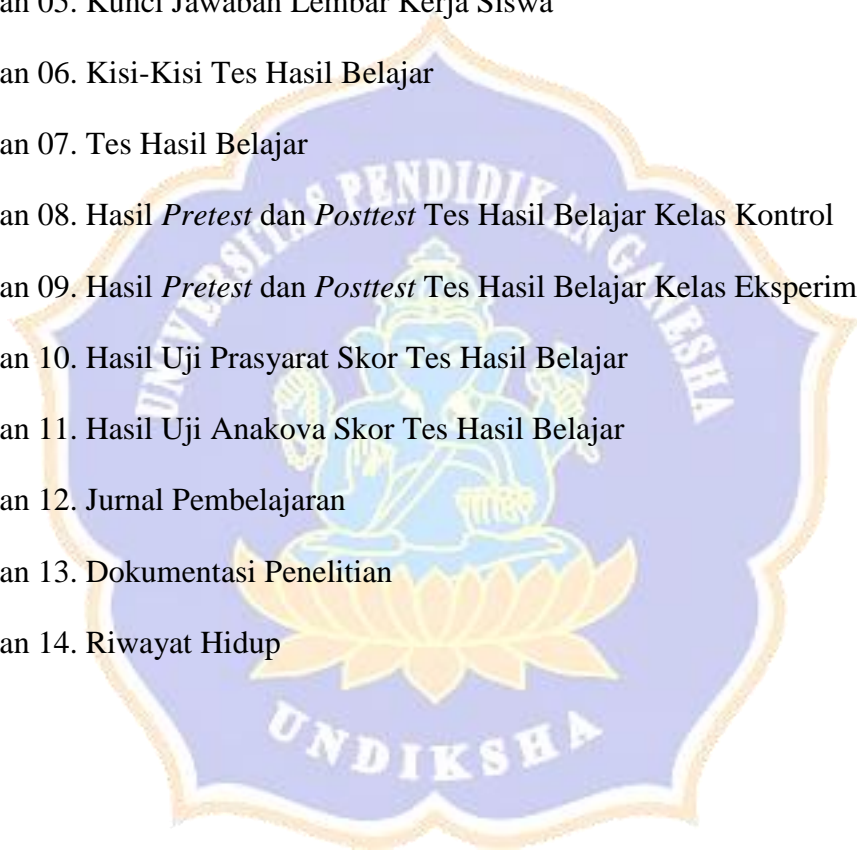 an 05. Kunci Jawaban Lembar Kerja Siswa
an 06. Kisi-Kisi Tes Hasil Belajar
an 07. Tes Hasil Belajar
an 08. Hasil Pretest dan Posttest Tes Hasil Belajar Kelas Kontrol
an 09. Hasil Pretest dan Posttest Tes Hasil Belajar Kelas Eksperim
an 10. Hasil Uji Prasyarat Skor Tes Hasil Belajar
an 11. Hasil Uji Anakova Skor Tes Hasil Belajar
an 12. Jurnal Pembelajaran
an 13. Dokumentasi Penelitian
an 14. Riwayat Hidup
UNIVERSITAS PENDIDIKAN GANESHA
UNDIKSHA